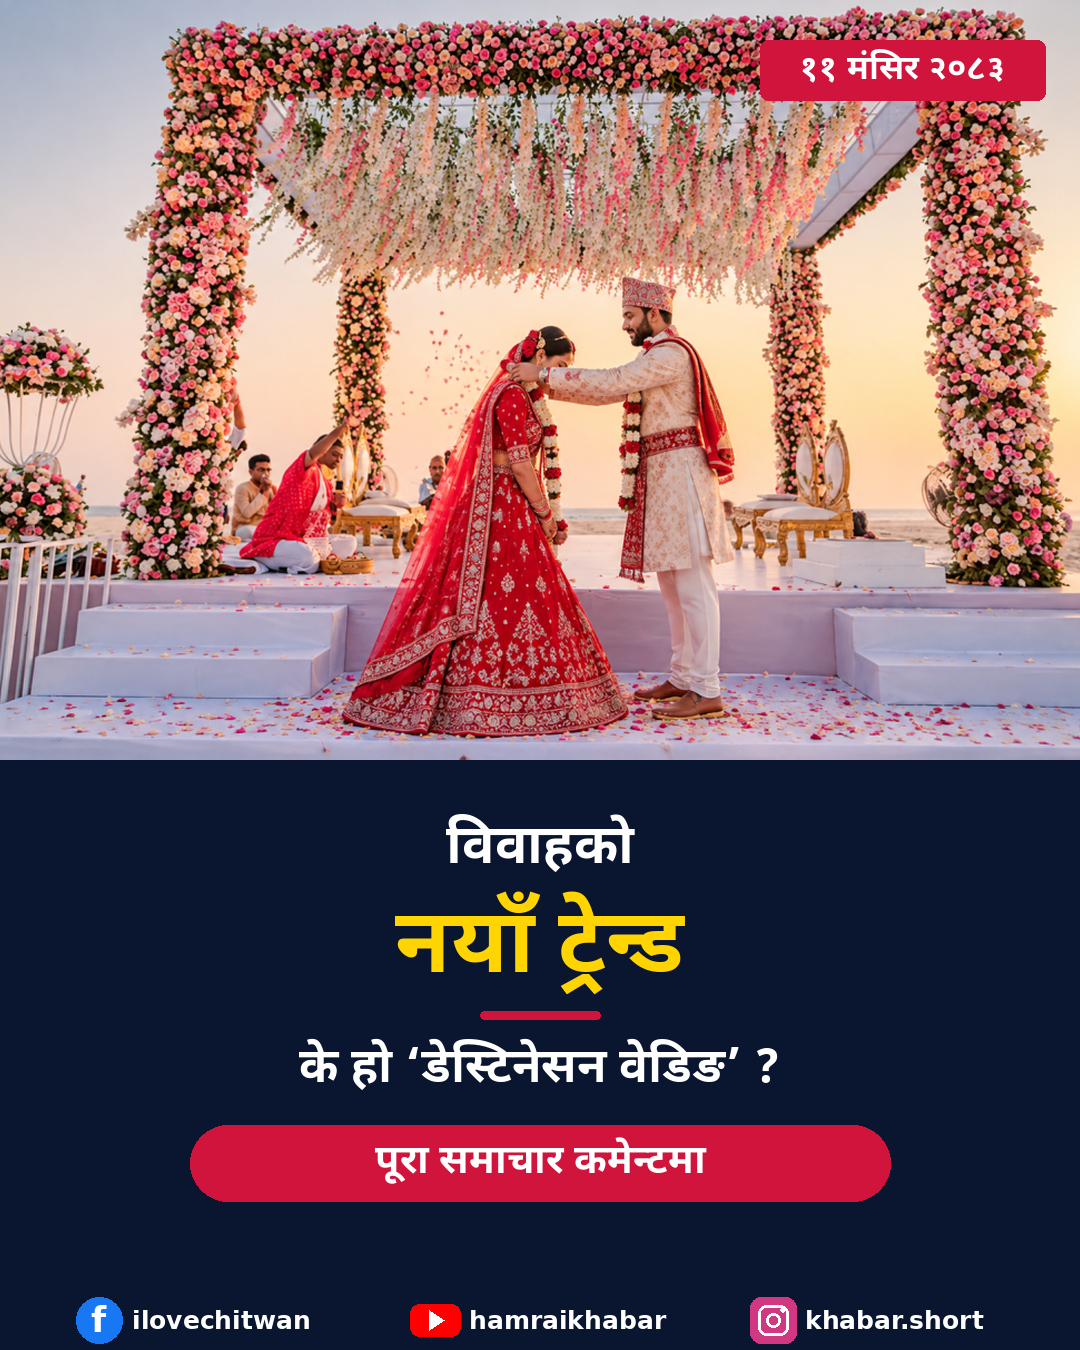 ११ मंसिर २०८३
विवाहको
नयाँ ट्रेन्ड
के हो ‘डेस्टिनेसन वेडिङ’ ?
पूरा समाचार कमेन्टमा
ilovechitwan hamraikhabar khabar.short